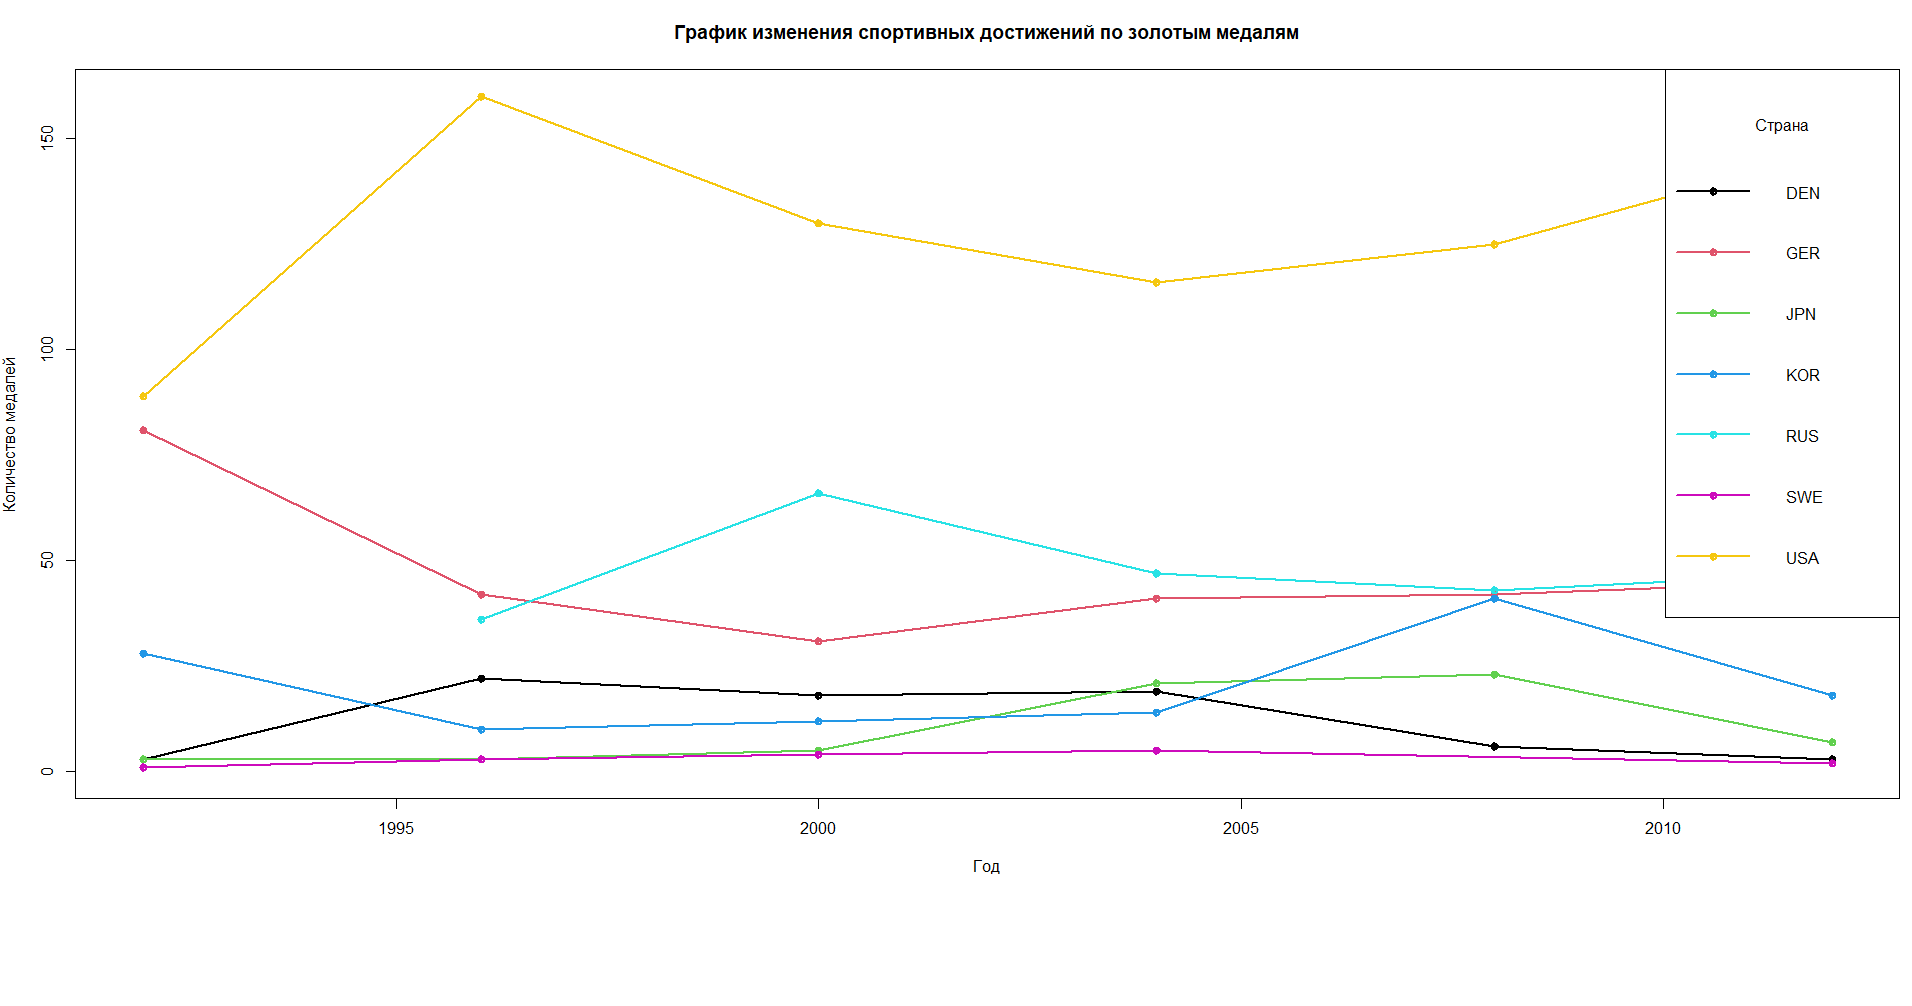 График изменения спортивных достижений по золотым медалям
Количество медалей
150
100
50
0
1995
2000
2005
2010
Год
Страна
DEN
GER
JPN
KOR
RUS
SWE
USA